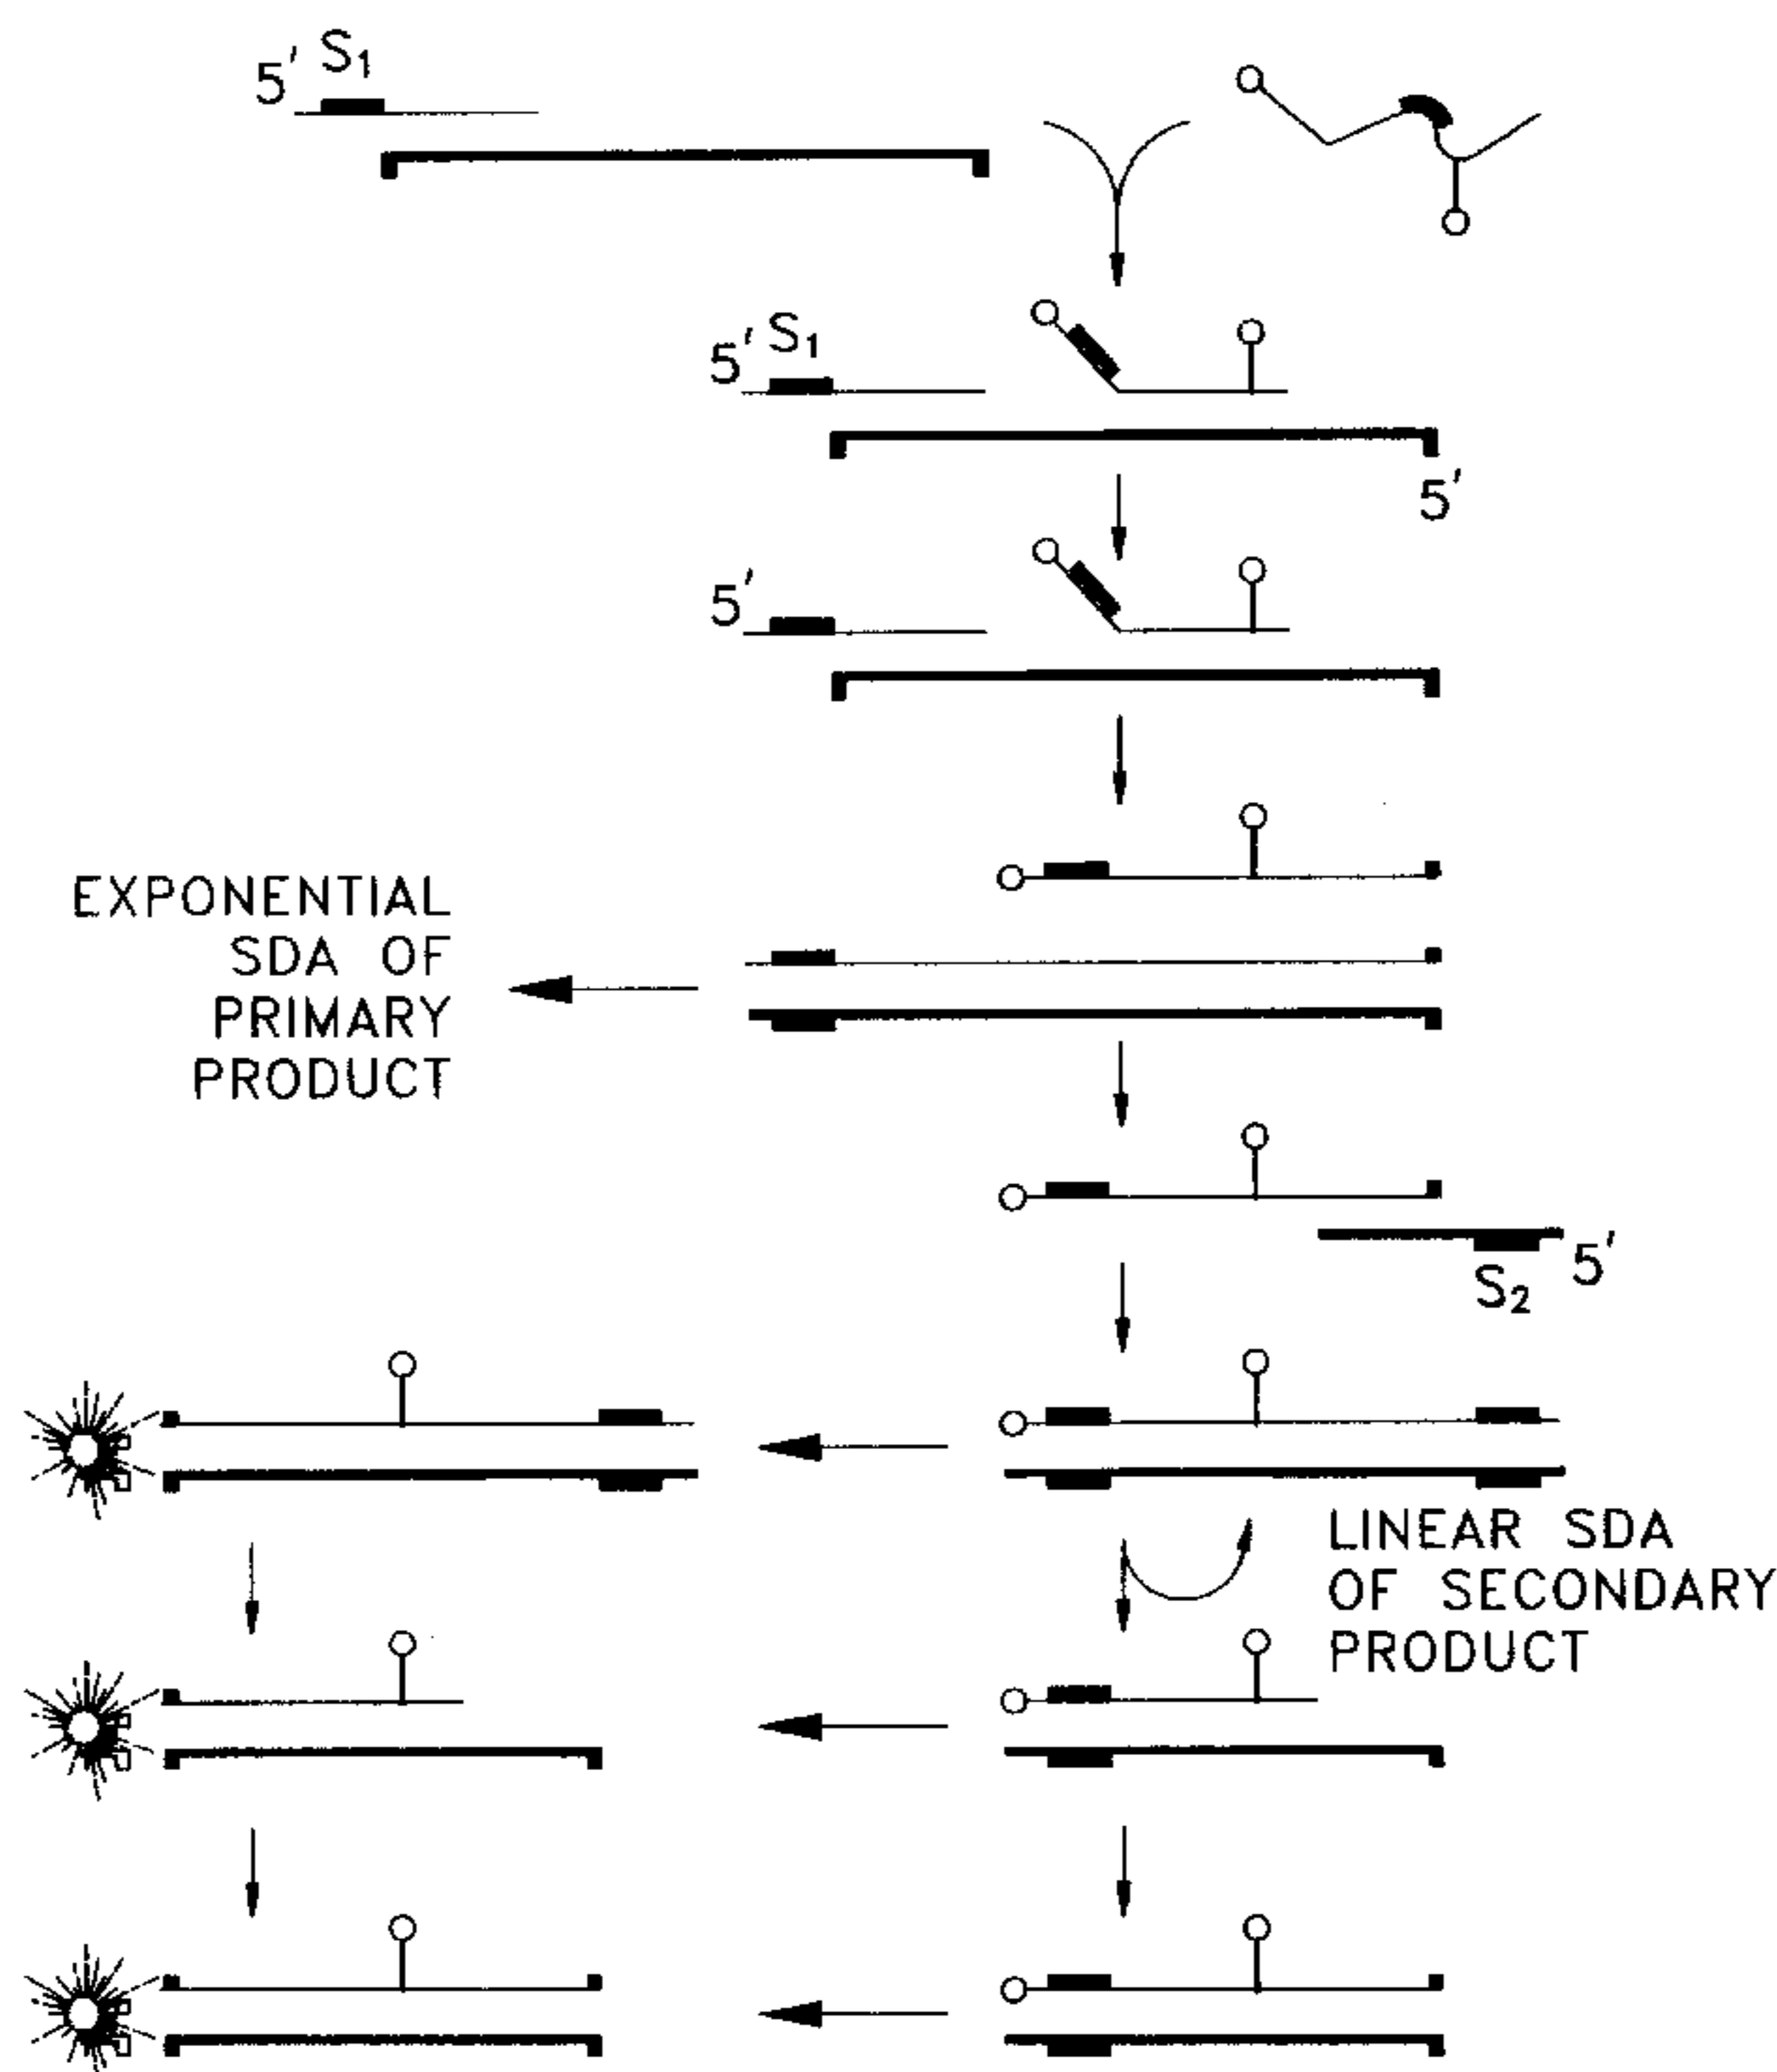 5' S₁
5' S₁
5'
5'
EXPONENTIAL
SDA OF
PRIMARY
PRODUCT
5'
S₂
LINEAR SDA
OF SECONDARY
PRODUCT